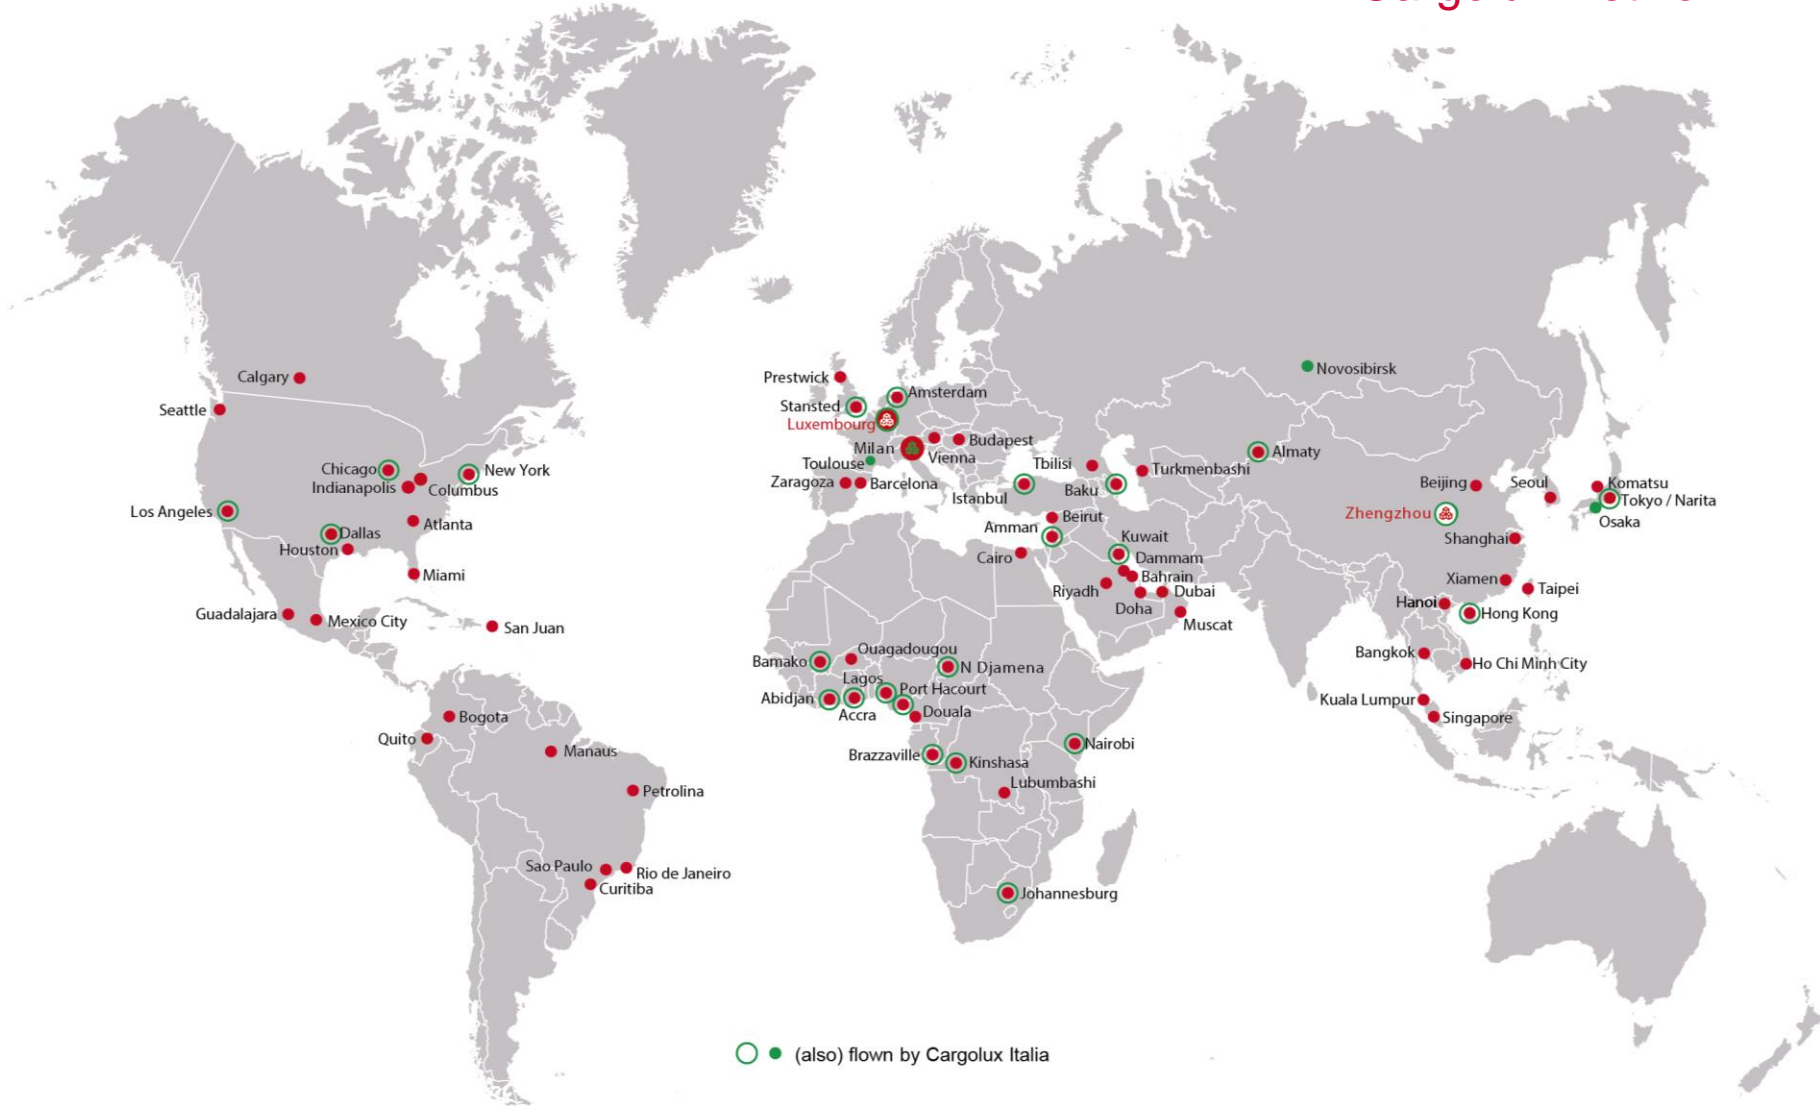 Calgary
Seattle
Chicago
Indianapolis
Columbus
New York
Los Angeles
Dallas
Atlanta
Houston
Miami
Guadalajara
Mexico City
San Juan
Bogota
Quito
Manaus
Petrolina
Sao Paulo
Rio de Janeiro
Curitiba
Prestwick
Stansted
Amsterdam
Luxembourg
Milan
Vienna
Budapest
Toulouse
Zaragoza
Barcelona
Istanbul
Tbilisi
Baku
Turkmenbashi
Novosibirsk
Almaty
Beirut
Amman
Cairo
Kuwait
Dammam
Bahrain
Riyadh
Doha
Dubai
Muscat
Bamako
Ouagadougou
N Djamena
Lagos
Port Hacourt
Abidjan
Accra
Douala
Brazzaville
Kinshasa
Nairobi
Lubumbashi
Johannesburg
Beijing
Seoul
Komatsu
Tokyo / Narita
Osaka
Zhengzhou
Shanghai
Xiamen
Taipei
Hanoi
Hong Kong
Bangkok
Ho Chi Minh City
Kuala Lumpur
Singapore
(also) flown by Cargolux Italia